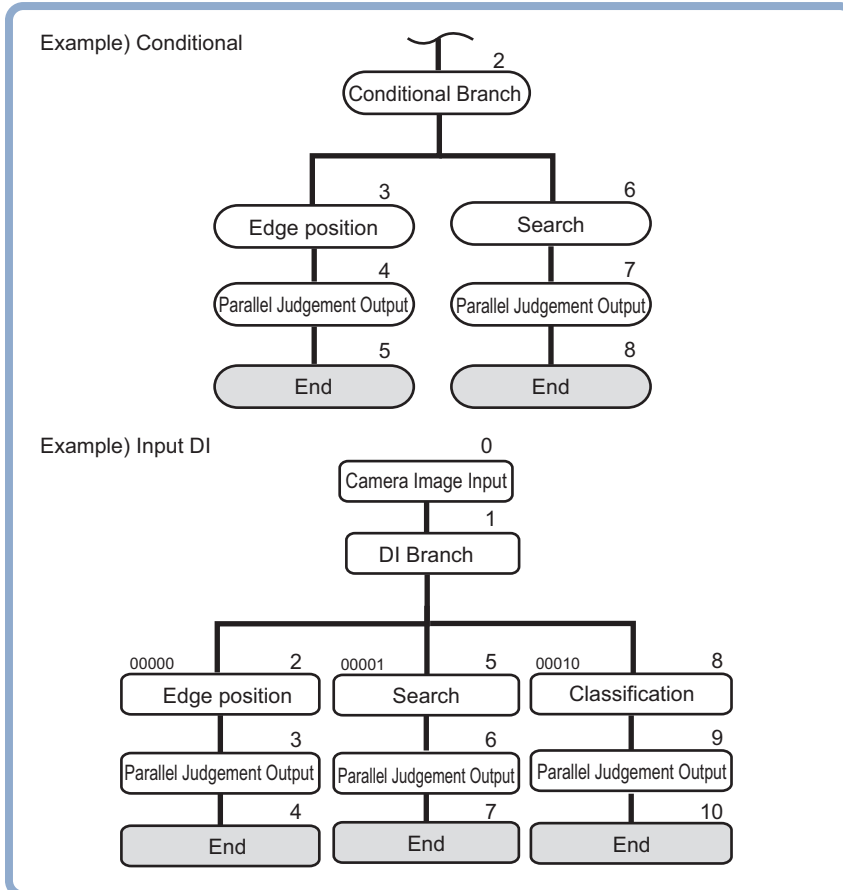 Example) Conditional
2
Conditional Branch
3
6
Edge position
Search
4
7
Parallel Judgement Output
Parallel Judgement Output
5
8
End
End
Example) Input DI
0
Camera Image Input
1
DI Branch
00000
2
00001
5
00010
8
Edge position
Search
Classification
3
6
9
Parallel Judgement Output
Parallel Judgement Output
Parallel Judgement Output
4
7
10
End
End
End